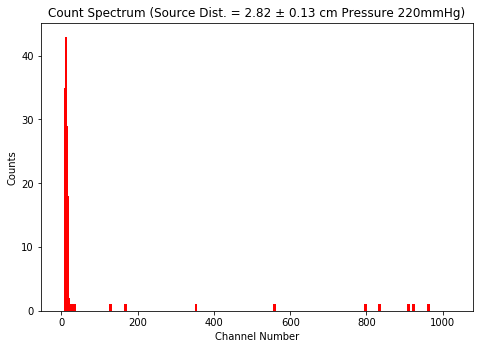 Count Spectrum (Source Dist. = 2.82 ± 0.13 cm Pressure 220mmHg)
Counts
40
30
20
10
0
0 200 400 600 800 1000
Channel Number